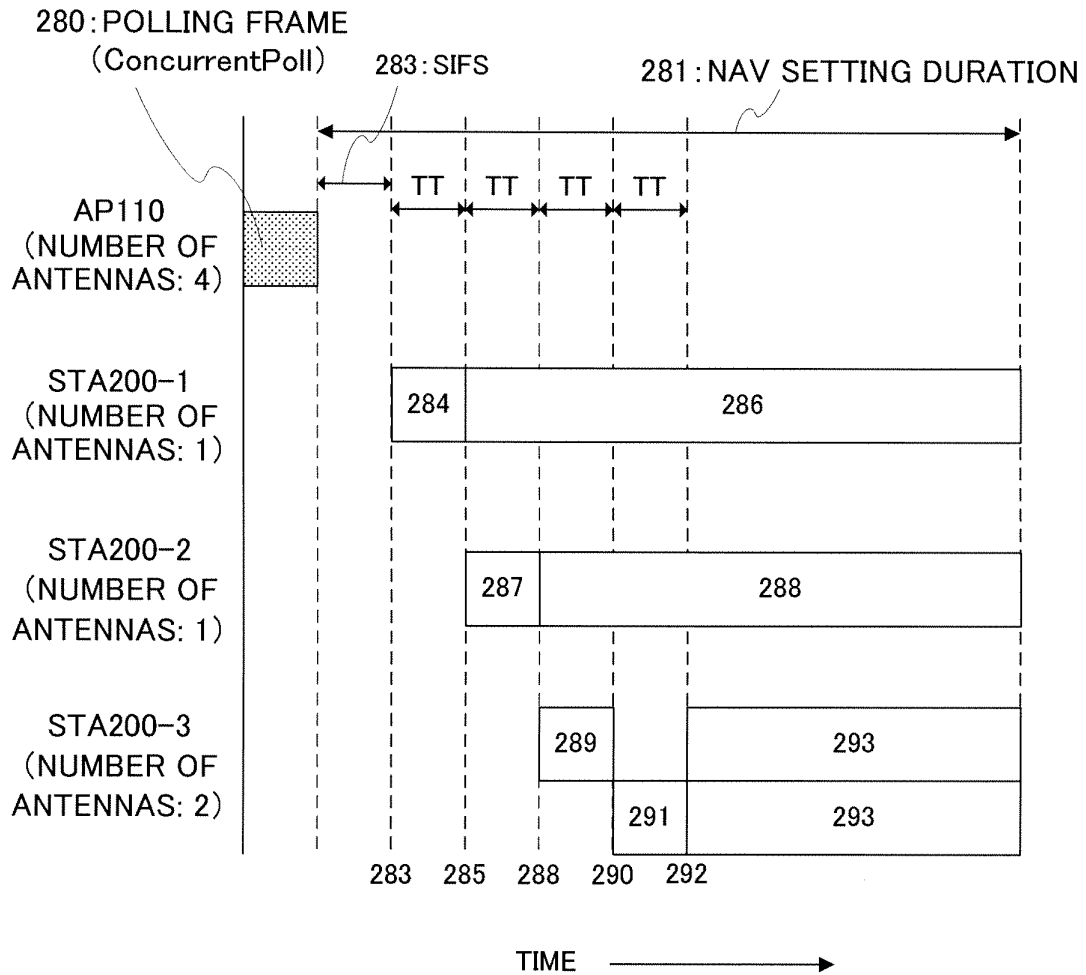 280:POLLING FRAME
(ConcurrentPoll)
283:SIFS
281:NAV SETTING DURATION
TT TT TT TT
AP110
(NUMBER OF
ANTENNAS: 4)
STA200-1
(NUMBER OF
ANTENNAS: 1)
284
286
STA200-2
(NUMBER OF
ANTENNAS: 1)
287
288
STA200-3
(NUMBER OF
ANTENNAS: 2)
289
293
291
293
283 285 288 290 292
TIME